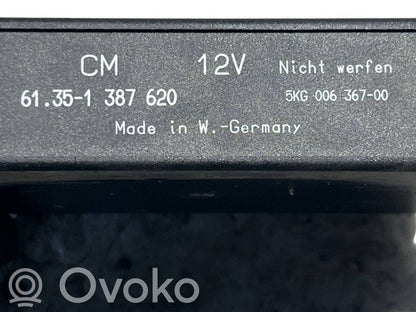 CM 12V Nicht werfen
61.35-1 387 620 5KG 006 367-00
Made in W.-Germany
Ovoko